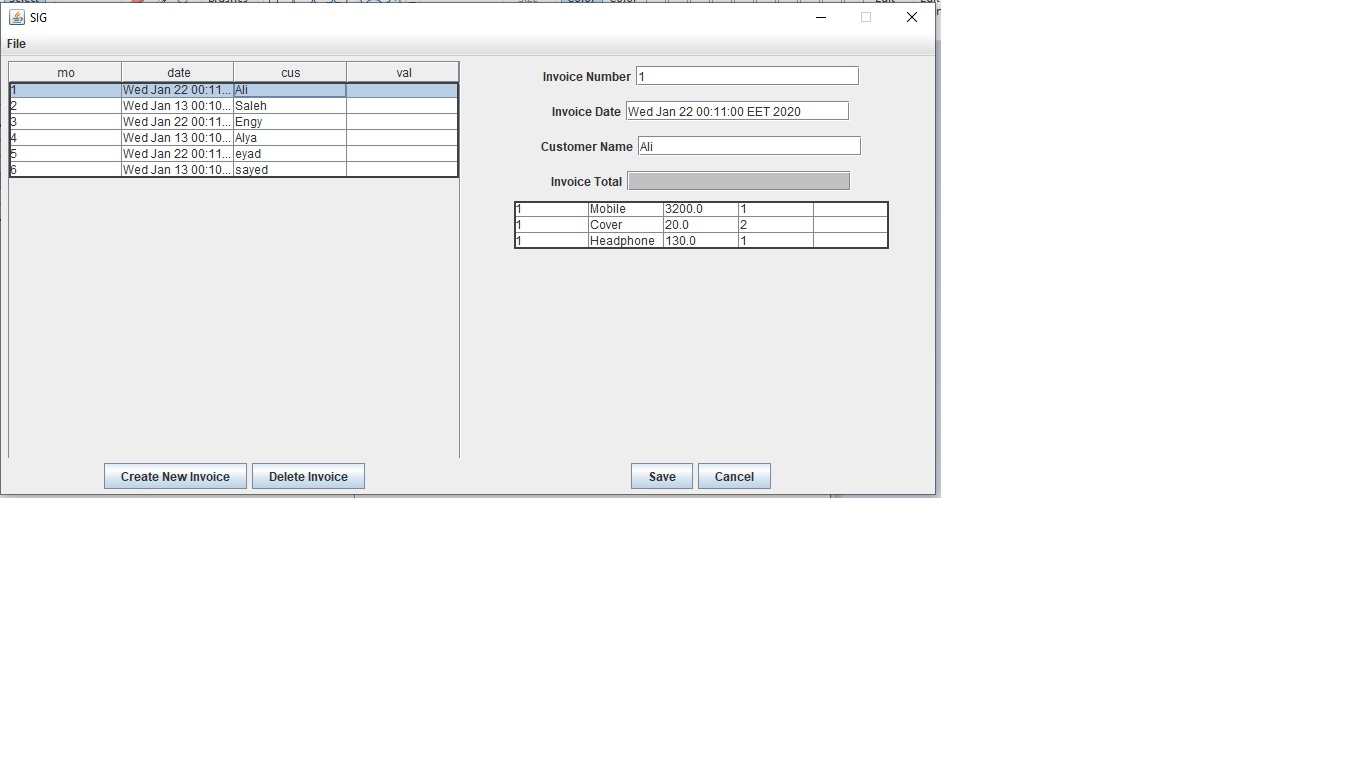 SIG
File
mo date cus val
1 Wed Jan 22 00:11... Ali
2 Wed Jan 13 00:10... Saleh
3 Wed Jan 22 00:11... Engy
4 Wed Jan 13 00:10... Alya
5 Wed Jan 22 00:11... eyad
6 Wed Jan 13 00:10... sayed
Create New Invoice Delete Invoice
Invoice Number 1
Invoice Date Wed Jan 22 00:11:00 EET 2020
Customer Name Ali
Invoice Total
1 Mobile 3200.0 1
1 Cover 20.0 2
1 Headphone 130.0 1
Save Cancel